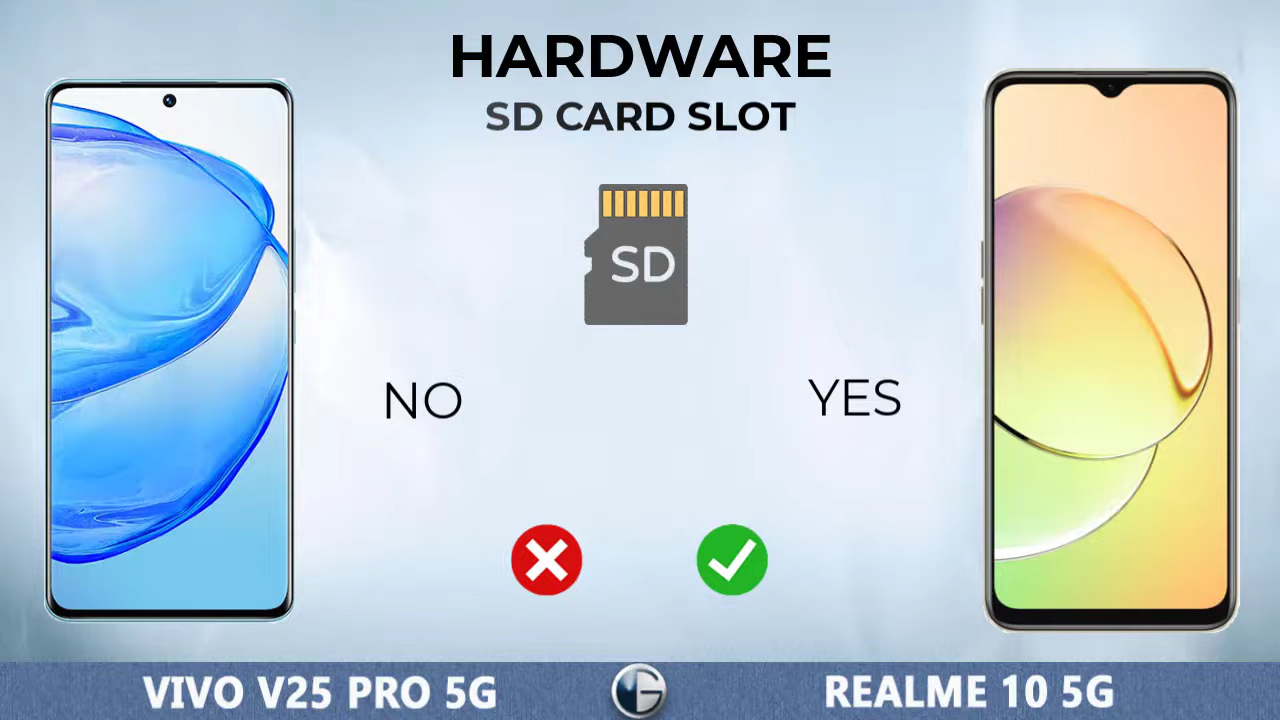 HARDWARE
SD CARD SLOT
SD
NO
YES
VIVO V25 PRO 5G
G
REALME 10 5G